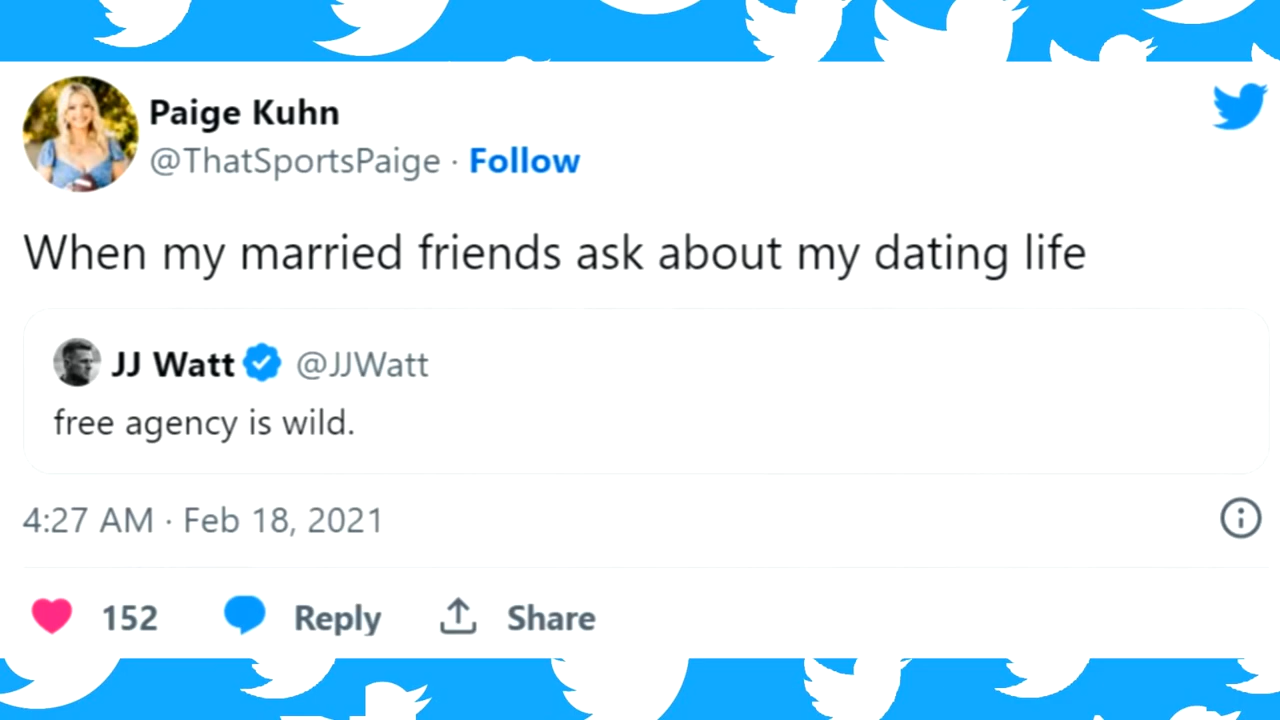 Paige Kuhn
@ThatSportsPaige · Follow
When my married friends ask about my dating life
JJ Watt @JJWatt
free agency is wild.
4:27 AM · Feb 18, 2021
152 Reply Share